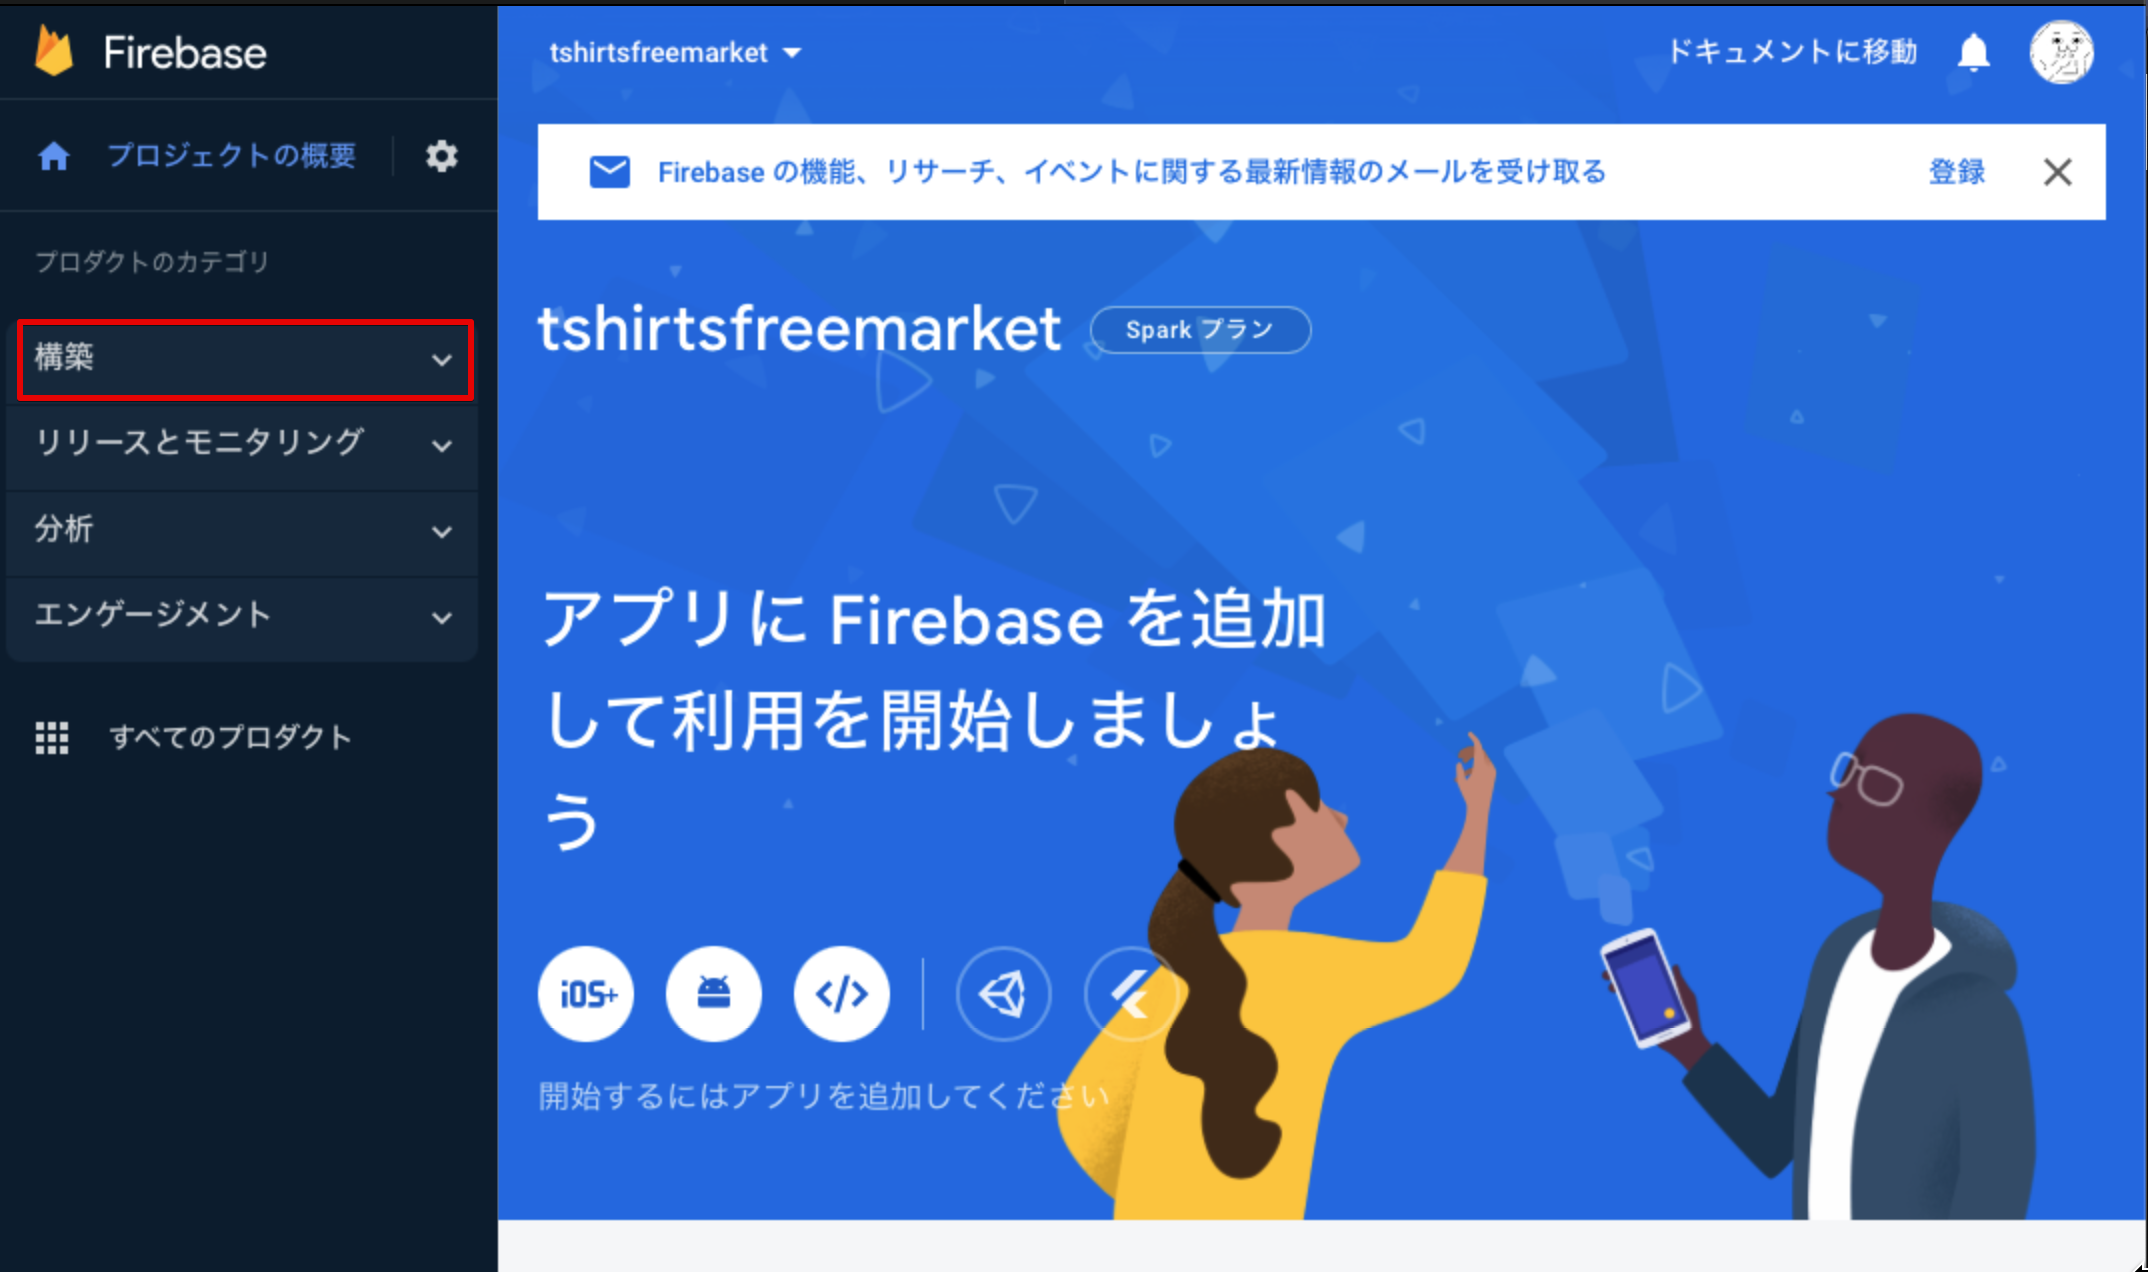 Firebase
プロジェクトの概要
プロダクトのカテゴリ
構築
リリースとモニタリング
分析
エンゲージメント
すべてのプロダクト
tshirtsfreemarket
ドキュメントに移動
Firebase の機能、リサーチ、イベントに関する最新情報のメールを受け取る
登録
tshirtsfreemarket
Spark プラン
アプリに Firebase を追加
して利用を開始しましょ
う
iOS+
開始するにはアプリを追加してください